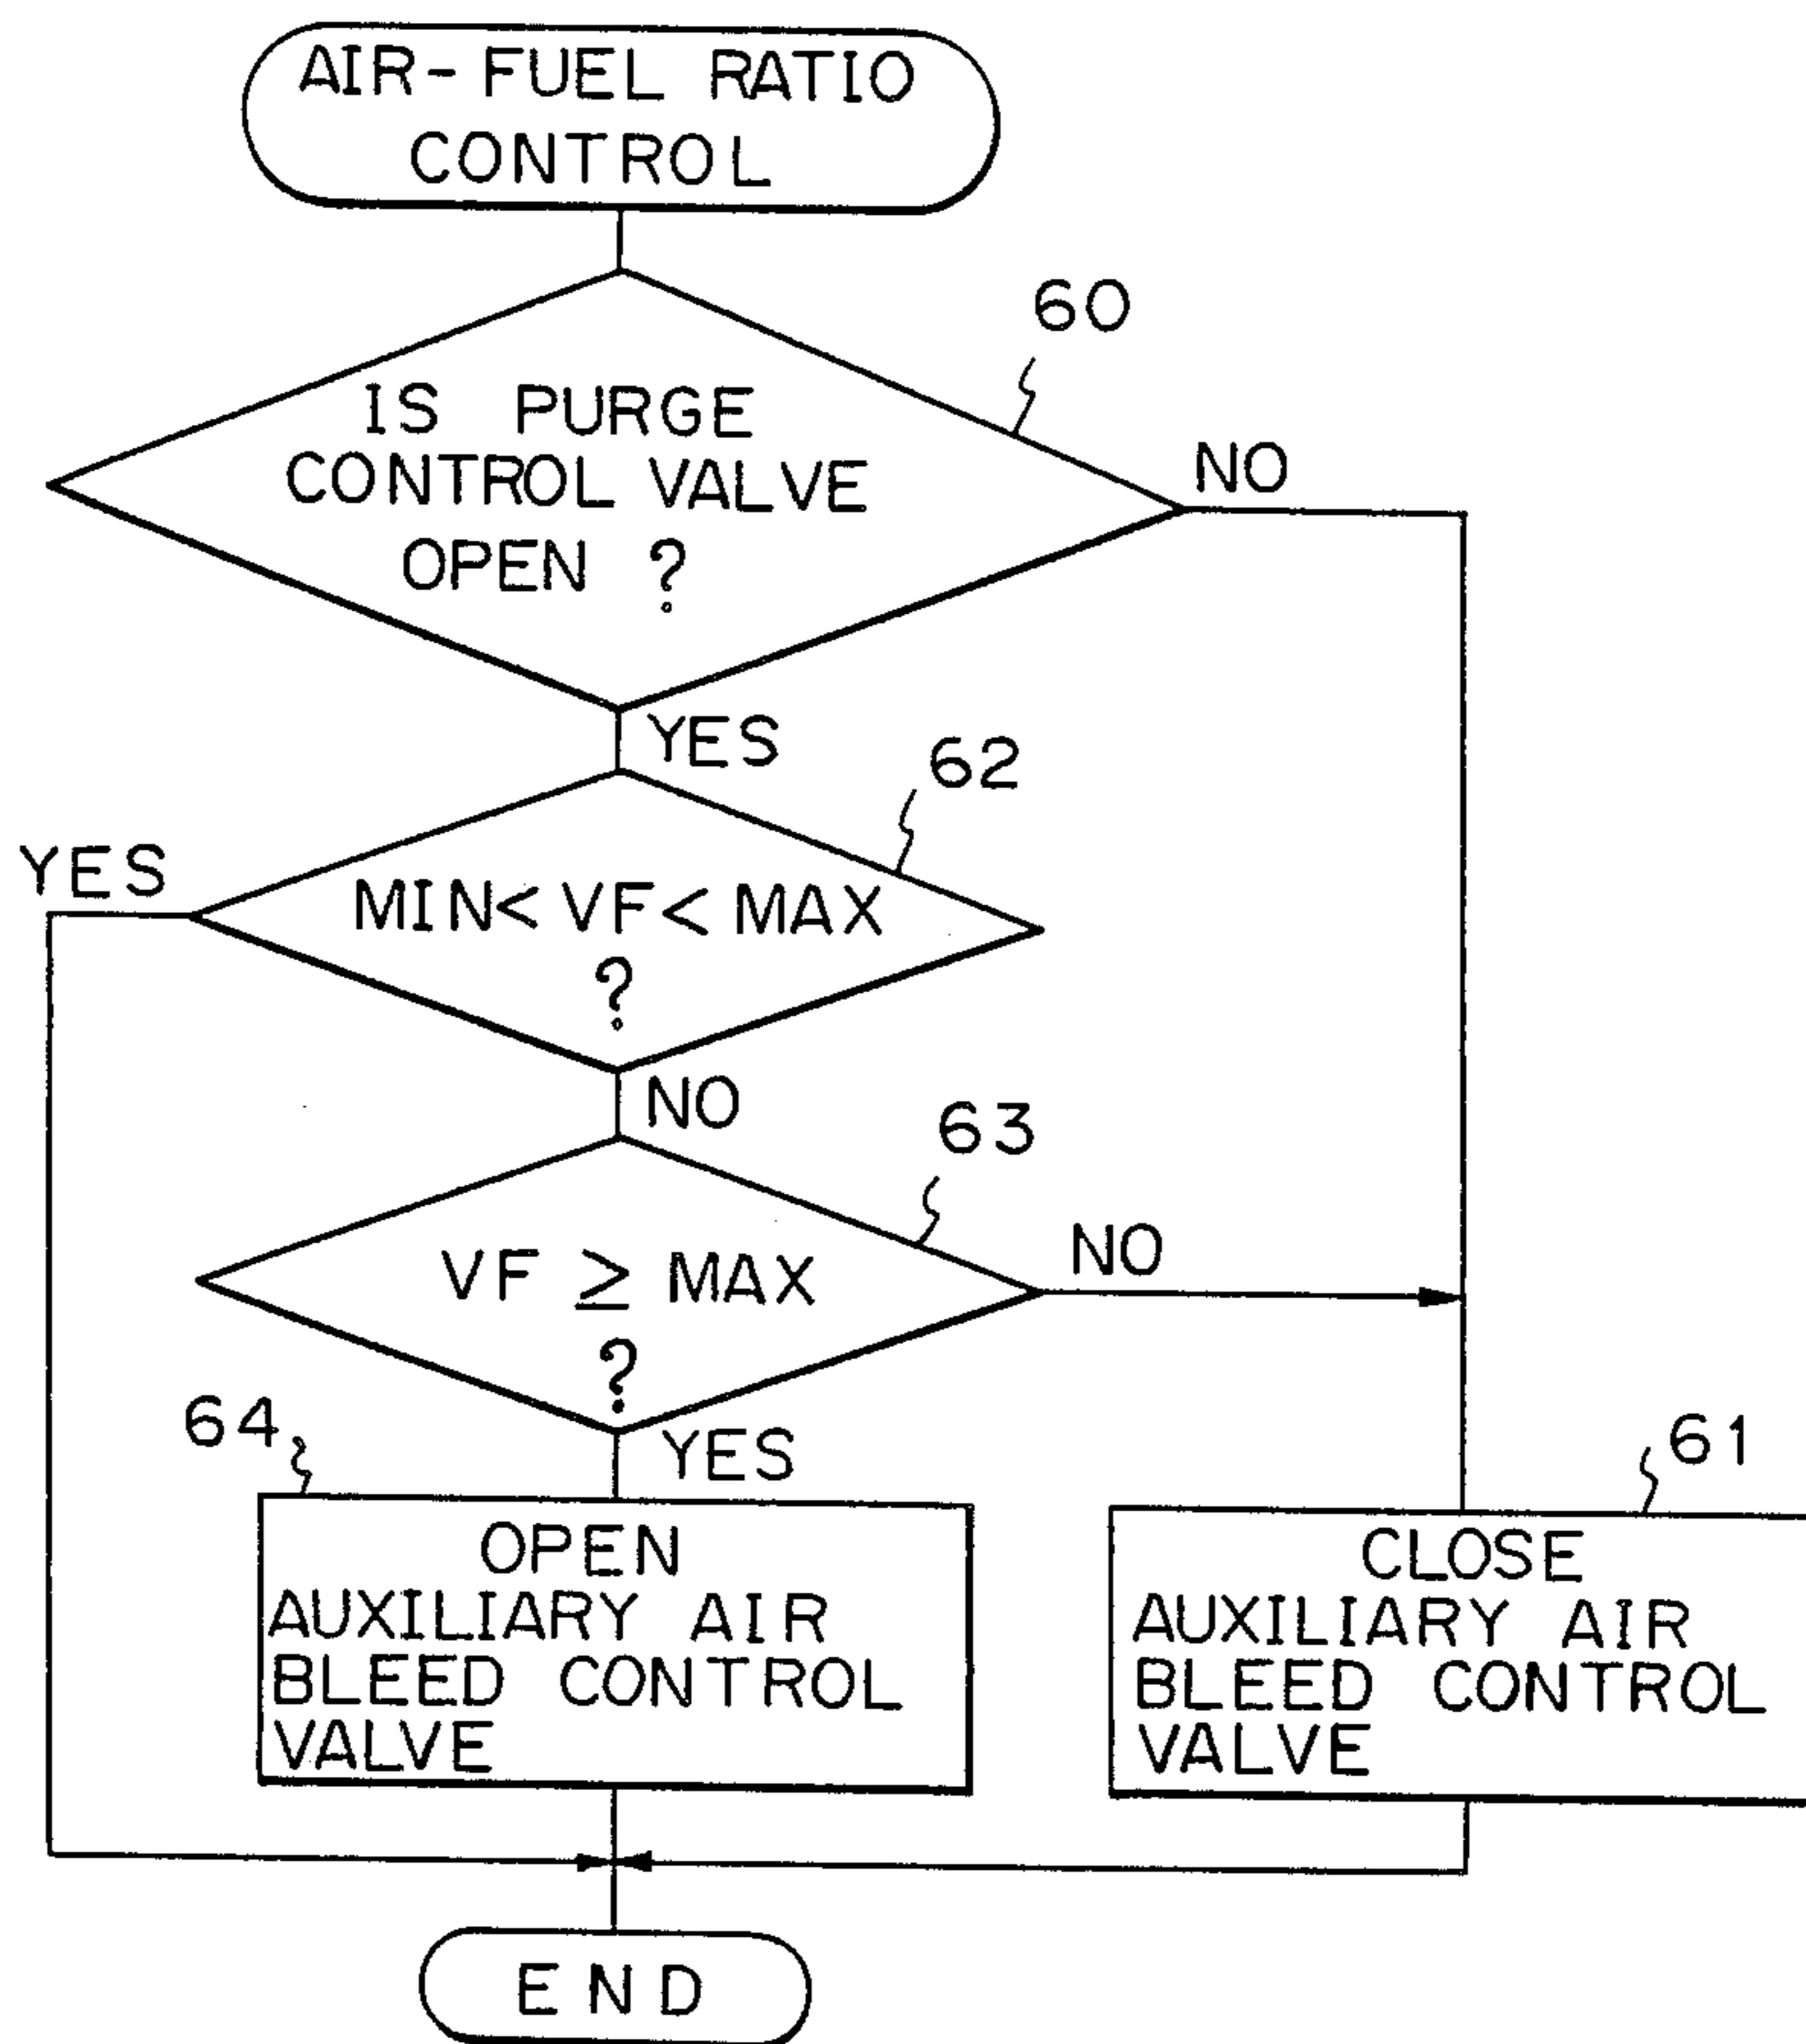 AIR-FUEL RATIO
CONTROL
60
IS PURGE
CONTROL VALVE
OPEN ?
NO
YES
62
YES
MIN< VF< MAX
?
NO
63
VF ≥ MAX
?
NO
64
YES
61
OPEN
AUXILIARY AIR
BLEED CONTROL
VALVE
CLOSE
AUXILIARY AIR
BLEED CONTROL
VALVE
END